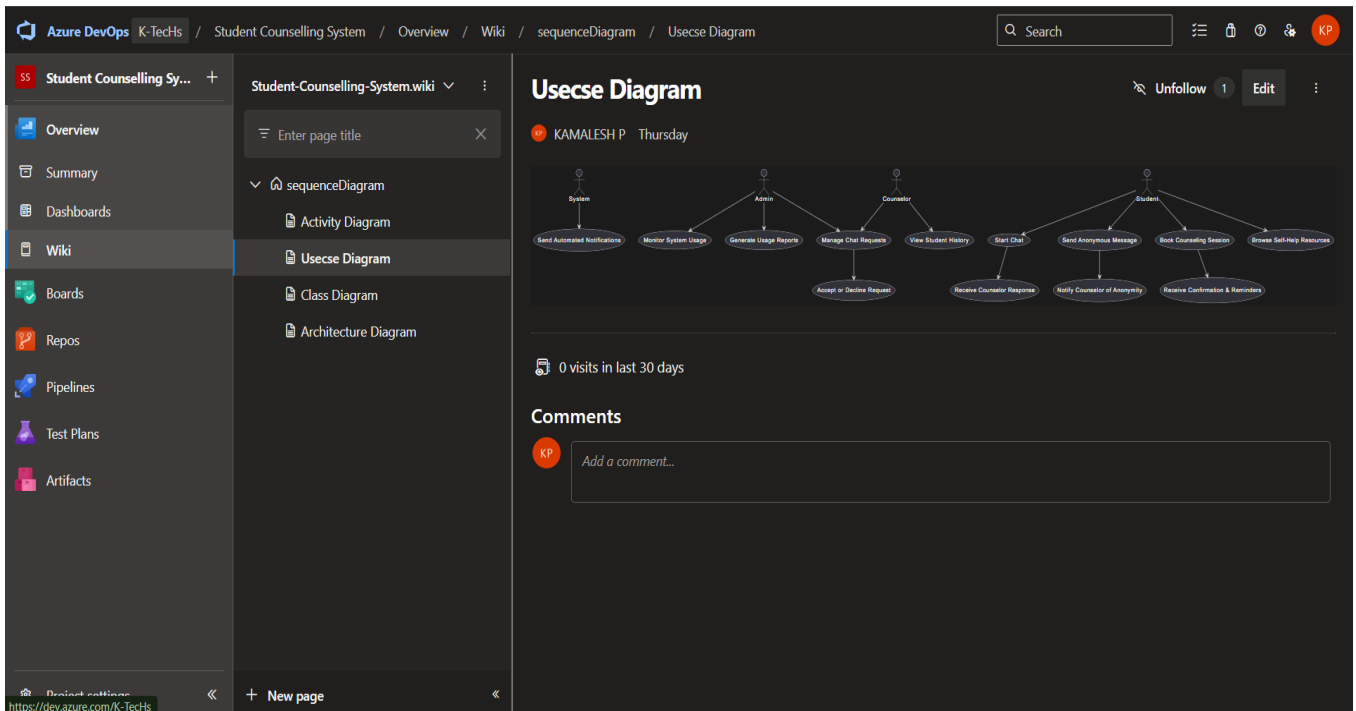 Azure DevOps K-TecHs / Student Counselling System / Overview / Wiki / sequenceDiagram / Usecse Diagram
Search
KP
SS Student Counselling Sy... +
Overview
Summary
Dashboards
Wiki
Boards
Repos
Pipelines
Test Plans
Artifacts
Project settings
https://dev.azure.com/K-TecHs
Student-Counselling-System.wiki
Enter page title
sequenceDiagram
Activity Diagram
Usecse Diagram
Class Diagram
Architecture Diagram
+ New page
Usecse Diagram
Unfollow 1 Edit
KP KAMALESH P Thursday
System Admin Counselor Student
Send Automated Notifications Monitor System Usage Generate Usage Reports Manage Chat Requests View Student History Start Chat Send Anonymous Message Book Counseling Session Browse Self-Help Resources
Accept or Decline Request Receive Counselor Response Notify Counselor of Anonymity Receive Confirmation & Reminders
0 visits in last 30 days
Comments
KP
Add a comment...